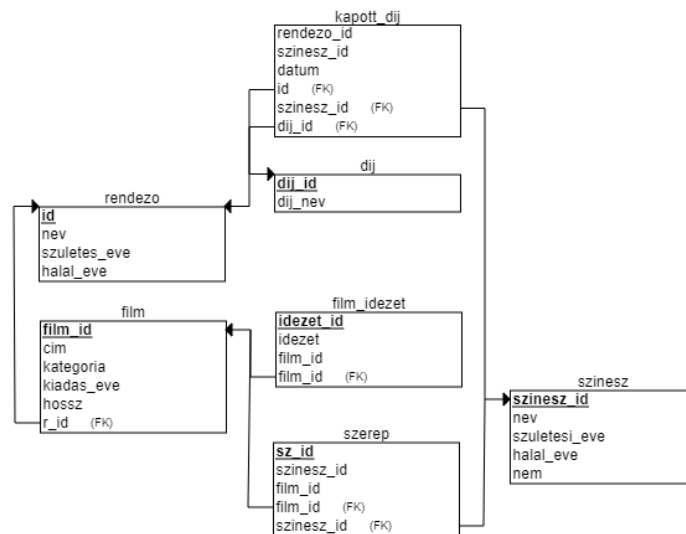 kapott_dij
rendezo_id
szinesz_id
datum
id (FK)
szinesz_id (FK)
dij_id (FK)
dij
dij_id
dij_nev
rendezo
id
nev
szuletes_eve
halal_eve
film
film_id
cim
kategoria
kiadas_eve
hossz
r_id (FK)
film_idezet
idezet_id
idezet
film_id
film_id (FK)
szinesz
szinesz_id
nev
szuletesi_eve
halal_eve
nem
szerep
sz_id
szinesz_id
film_id
film_id (FK)
szinesz_id (FK)